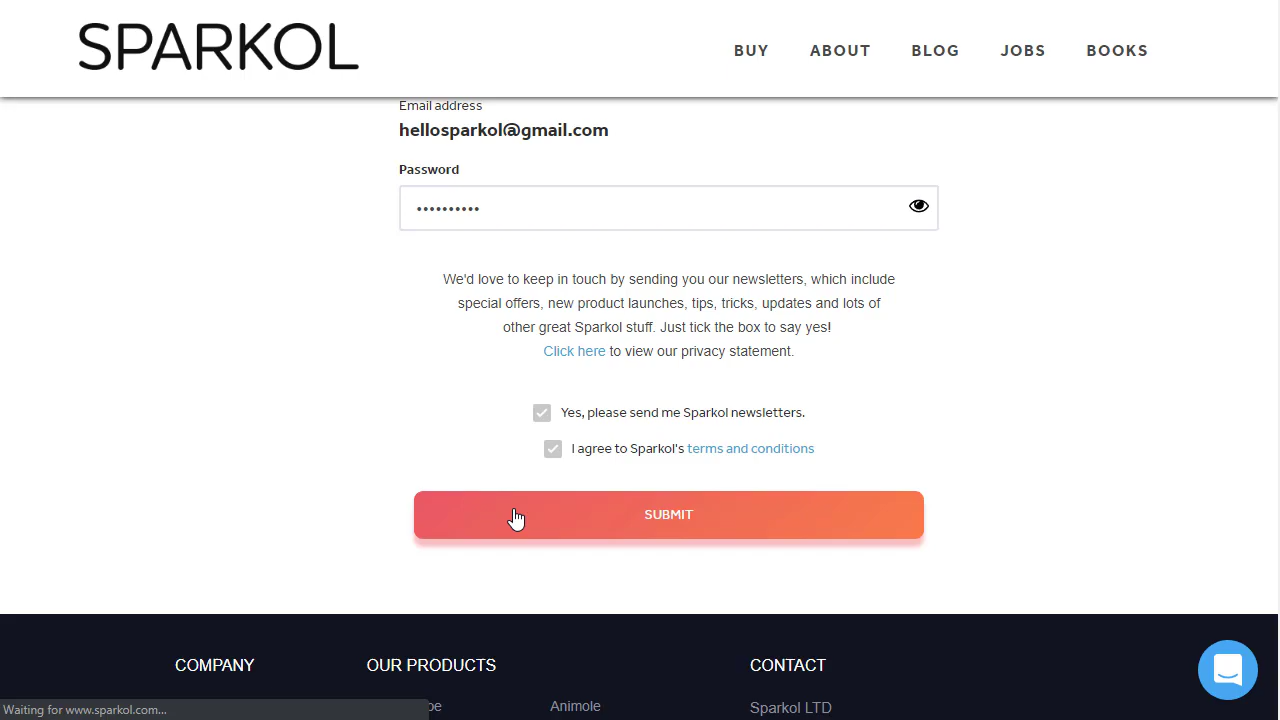 SPARKOL
BUY ABOUT BLOG JOBS BOOKS
Email address
hellosparkol@gmail.com
Password
••••••••••
We'd love to keep in touch by sending you our newsletters, which include
special offers, new product launches, tips, tricks, updates and lots of
other great Sparkol stuff. Just tick the box to say yes!
Click here to view our privacy statement.
Yes, please send me Sparkol newsletters.
I agree to Sparkol's terms and conditions
SUBMIT
COMPANY OUR PRODUCTS CONTACT
Animole Sparkol LTD
Waiting for www.sparkol.com...